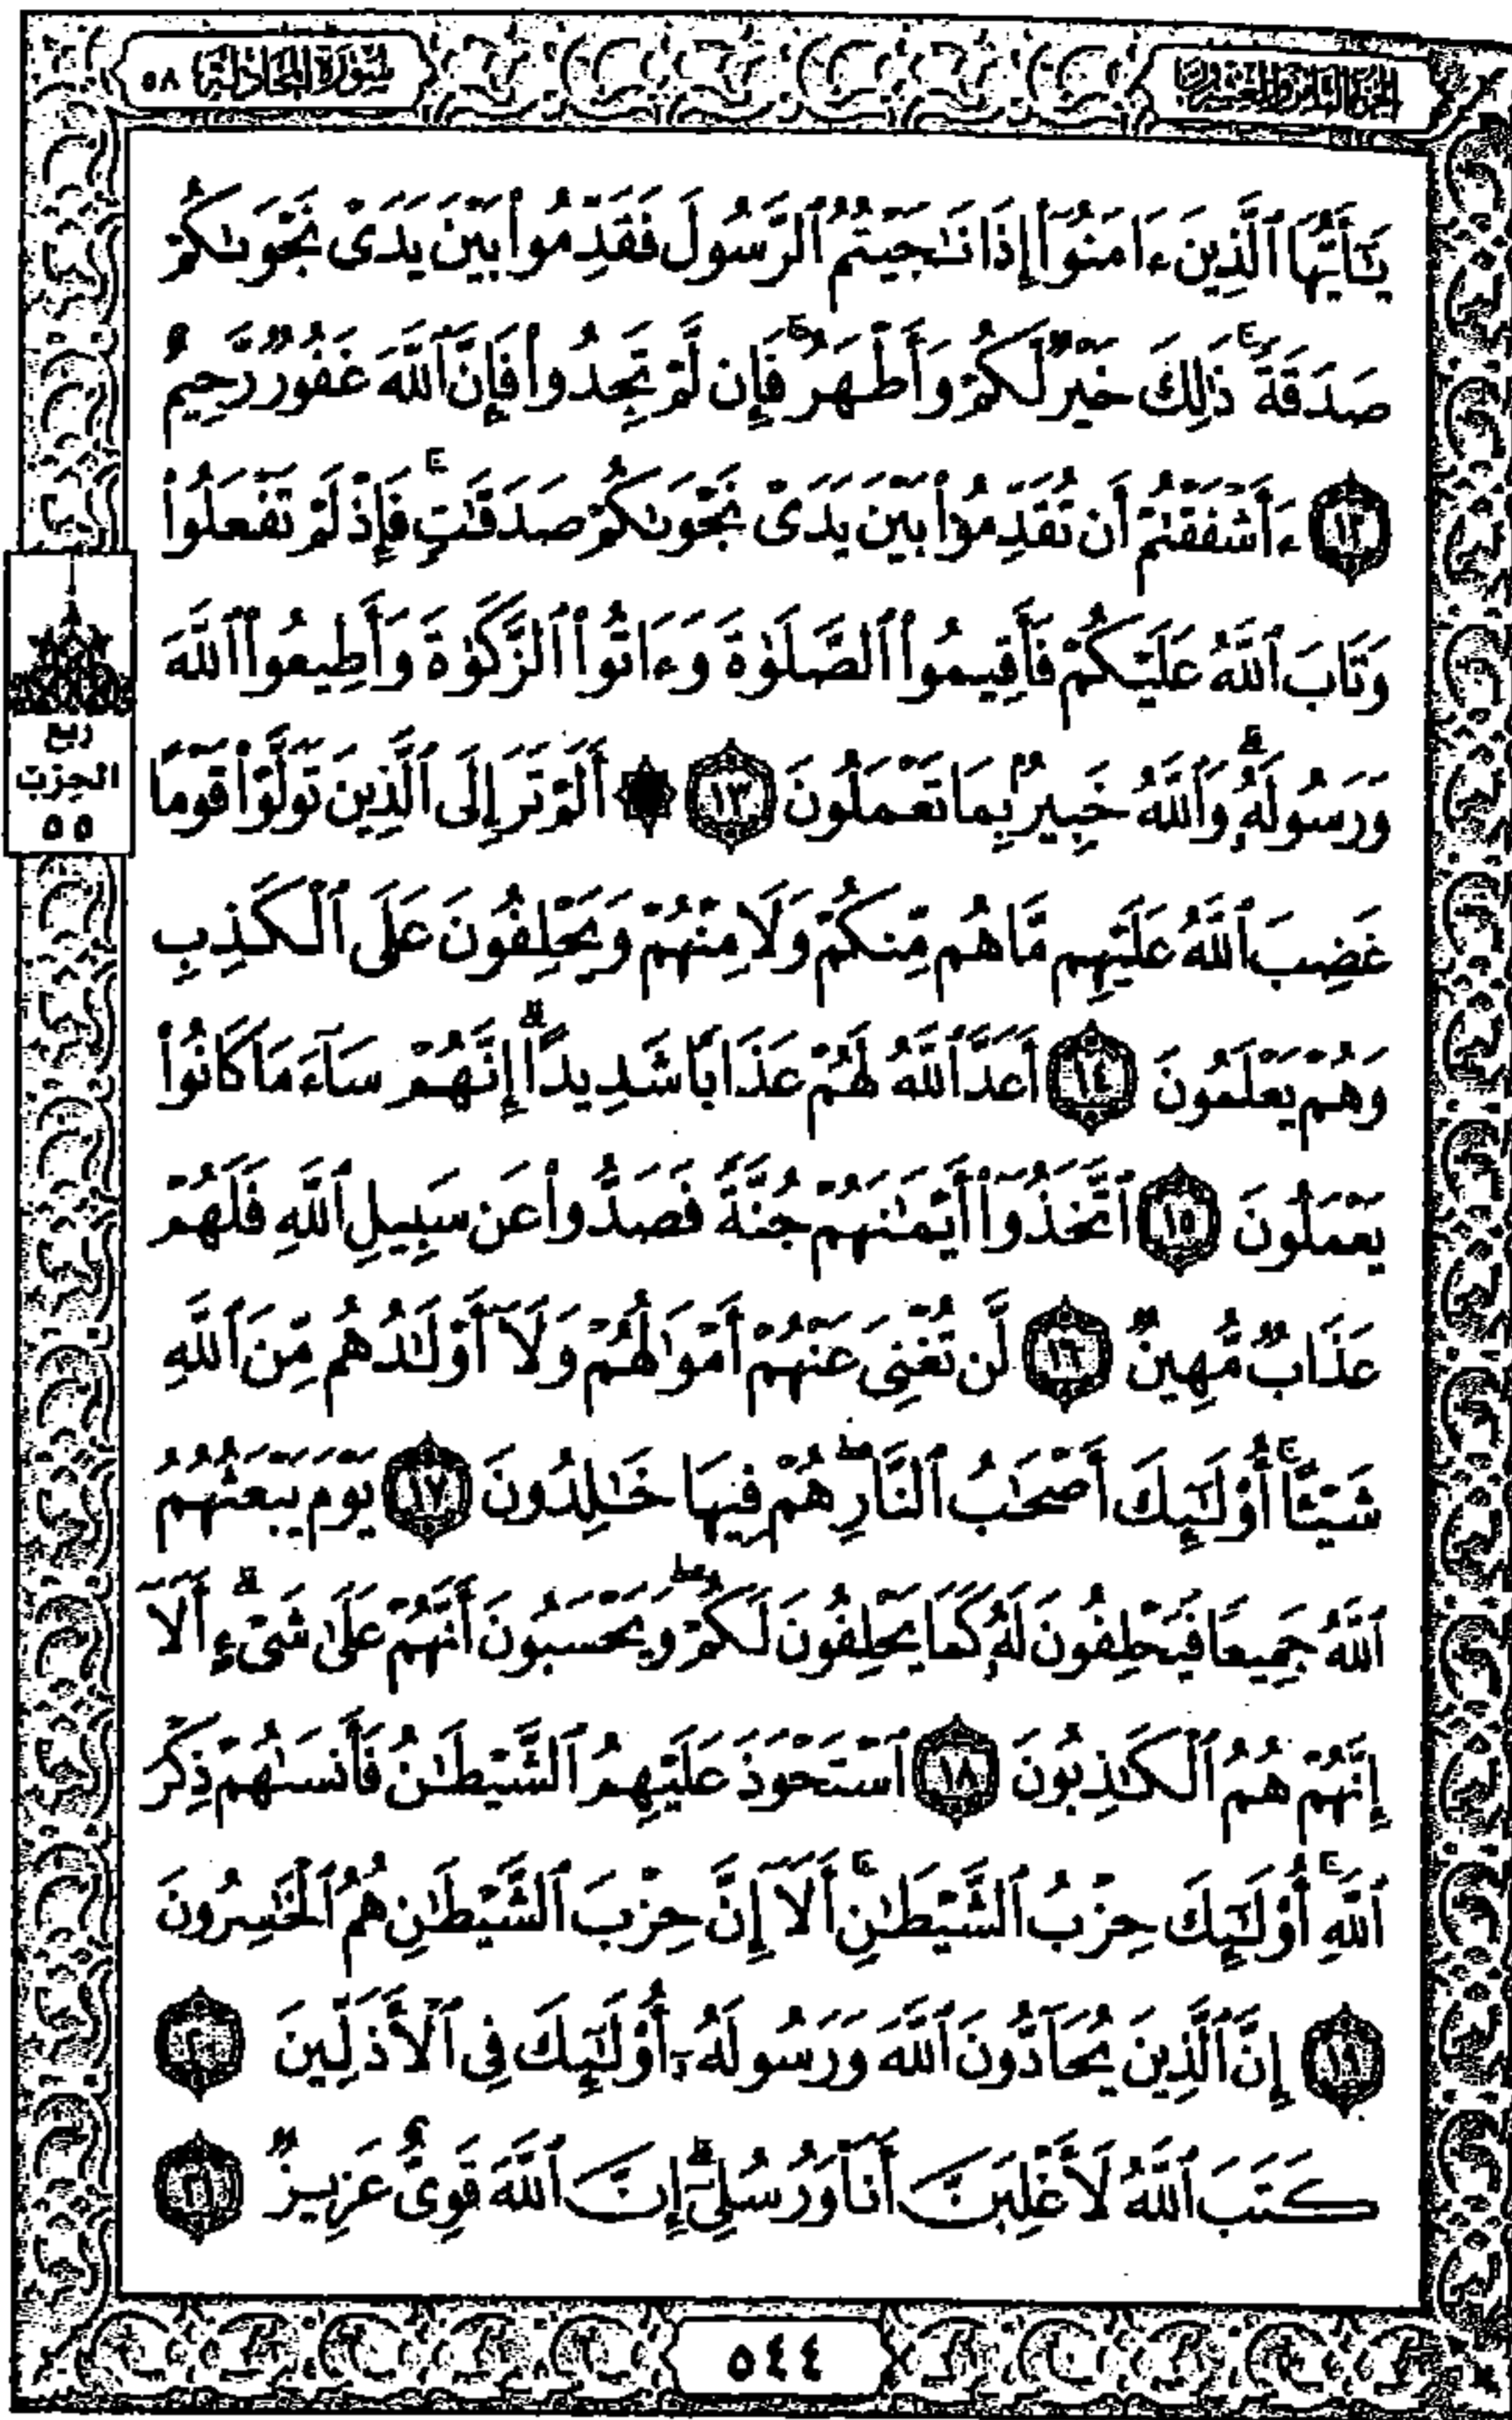 الجزء الثامن والعشرون
سورة المجادلة ٥٨
يَٰٓأَيُّهَا ٱلَّذِينَ ءَامَنُوٓا۟ إِذَا نَٰجَيْتُمُ ٱلرَّسُولَ فَقَدِّمُوا۟ بَيْنَ يَدَىْ نَجْوَىٰكُمْ
صَدَقَةً ۚ ذَٰلِكَ خَيْرٌ لَّكُمْ وَأَطْهَرُ ۚ فَإِن لَّمْ تَجِدُوا۟ فَإِنَّ ٱللَّهَ غَفُورٌ رَّحِيمٌ
١٢ ءَأَشْفَقْتُمْ أَن تُقَدِّمُوا۟ بَيْنَ يَدَىْ نَجْوَىٰكُمْ صَدَقَٰتٍ ۚ فَإِذْ لَمْ تَفْعَلُوا۟
وَتَابَ ٱللَّهُ عَلَيْكُمْ فَأَقِيمُوا۟ ٱلصَّلَوٰةَ وَءَاتُوا۟ ٱلزَّكَوٰةَ وَأَطِيعُوا۟ ٱللَّهَ
وَرَسُولَهُۥ ۚ وَٱللَّهُ خَبِيرٌۢ بِمَا تَعْمَلُونَ ١٣ ۞ أَلَمْ تَرَ إِلَى ٱلَّذِينَ تَوَلَّوْا۟ قَوْمًا
غَضِبَ ٱللَّهُ عَلَيْهِم مَّا هُم مِّنكُمْ وَلَا مِنْهُمْ وَيَحْلِفُونَ عَلَى ٱلْكَذِبِ
وَهُمْ يَعْلَمُونَ ١٤ أَعَدَّ ٱللَّهُ لَهُمْ عَذَابًا شَدِيدًا ۖ إِنَّهُمْ سَآءَ مَا كَانُوا۟
يَعْمَلُونَ ١٥ ٱتَّخَذُوٓا۟ أَيْمَٰنَهُمْ جُنَّةً فَصَدُّوا۟ عَن سَبِيلِ ٱللَّهِ فَلَهُمْ
عَذَابٌ مُّهِينٌ ١٦ لَّن تُغْنِىَ عَنْهُمْ أَمْوَٰلُهُمْ وَلَآ أَوْلَٰدُهُم مِّنَ ٱللَّهِ
شَيْـًٔا ۚ أُو۟لَٰٓئِكَ أَصْحَٰبُ ٱلنَّارِ ۖ هُمْ فِيهَا خَٰلِدُونَ ١٧ يَوْمَ يَبْعَثُهُمُ
ٱللَّهُ جَمِيعًا فَيَحْلِفُونَ لَهُۥ كَمَا يَحْلِفُونَ لَكُمْ ۖ وَيَحْسَبُونَ أَنَّهُمْ عَلَىٰ شَىْءٍ ۚ أَلَآ
إِنَّهُمْ هُمُ ٱلْكَٰذِبُونَ ١٨ ٱسْتَحْوَذَ عَلَيْهِمُ ٱلشَّيْطَٰنُ فَأَنسَىٰهُمْ ذِكْرَ
ٱللَّهِ ۚ أُو۟لَٰٓئِكَ حِزْبُ ٱلشَّيْطَٰنِ ۚ أَلَآ إِنَّ حِزْبَ ٱلشَّيْطَٰنِ هُمُ ٱلْخَٰسِرُونَ
١٩ إِنَّ ٱلَّذِينَ يُحَآدُّونَ ٱللَّهَ وَرَسُولَهُۥٓ أُو۟لَٰٓئِكَ فِى ٱلْأَذَلِّينَ ٢٠
كَتَبَ ٱللَّهُ لَأَغْلِبَنَّ أَنَا۠ وَرُسُلِىٓ ۚ إِنَّ ٱللَّهَ قَوِىٌّ عَزِيزٌ ٢١
ربع
الحزب
٥٥
٥٤٤